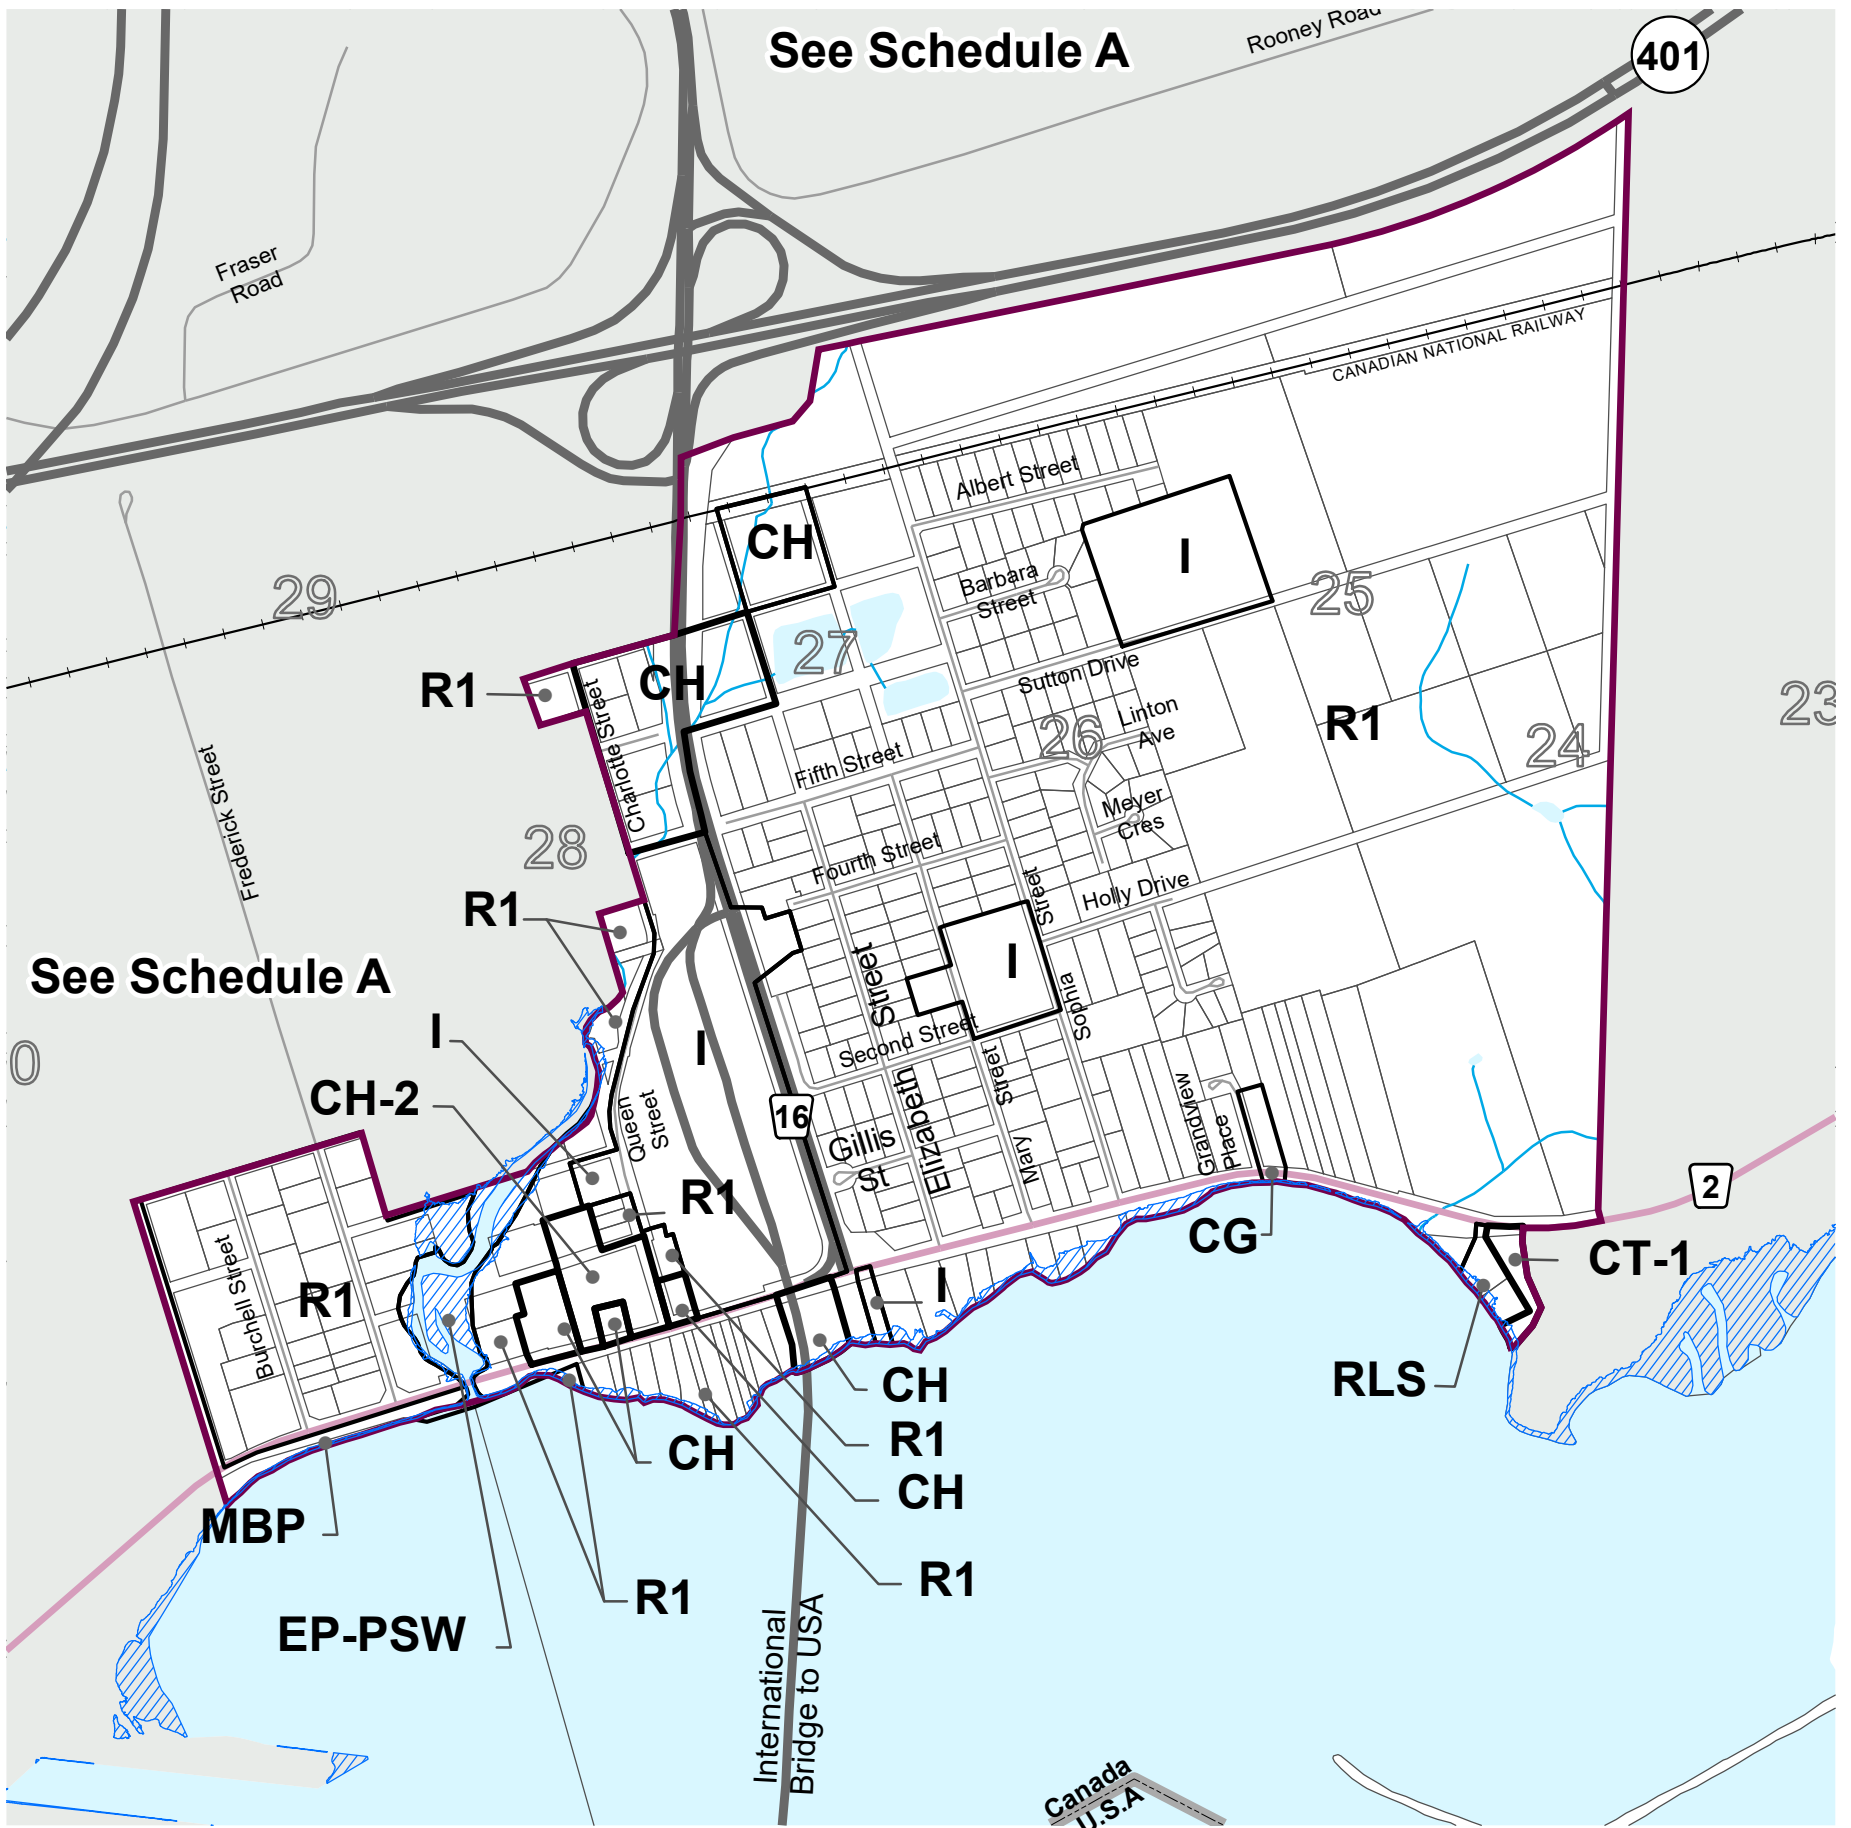 See Schedule A
Rooney Road
401
Fraser
Road
CANADIAN NATIONAL RAILWAY
Albert Street
CH
I
Barbara
Street
29
25
27
Sutton Drive
R1
CH
Charlotte Street
Linton
Ave
26
R1
24
23
Fifth Street
Frederick Street
Meyer
Cres
28
Fourth Street
Holly Drive
R1
Street
Sophia
See Schedule A
I
Street
Elizabeth
Second Street
I
I
0
CH-2
Queen
Street
16
Street
Mary
Gillis
St
Grandview
Place
R1
2
CG
CT-1
Burchell Street
R1
I
RLS
CH
R1
CH
CH
MBP
R1
R1
EP-PSW
International
Bridge to USA
Canada
U.S.A